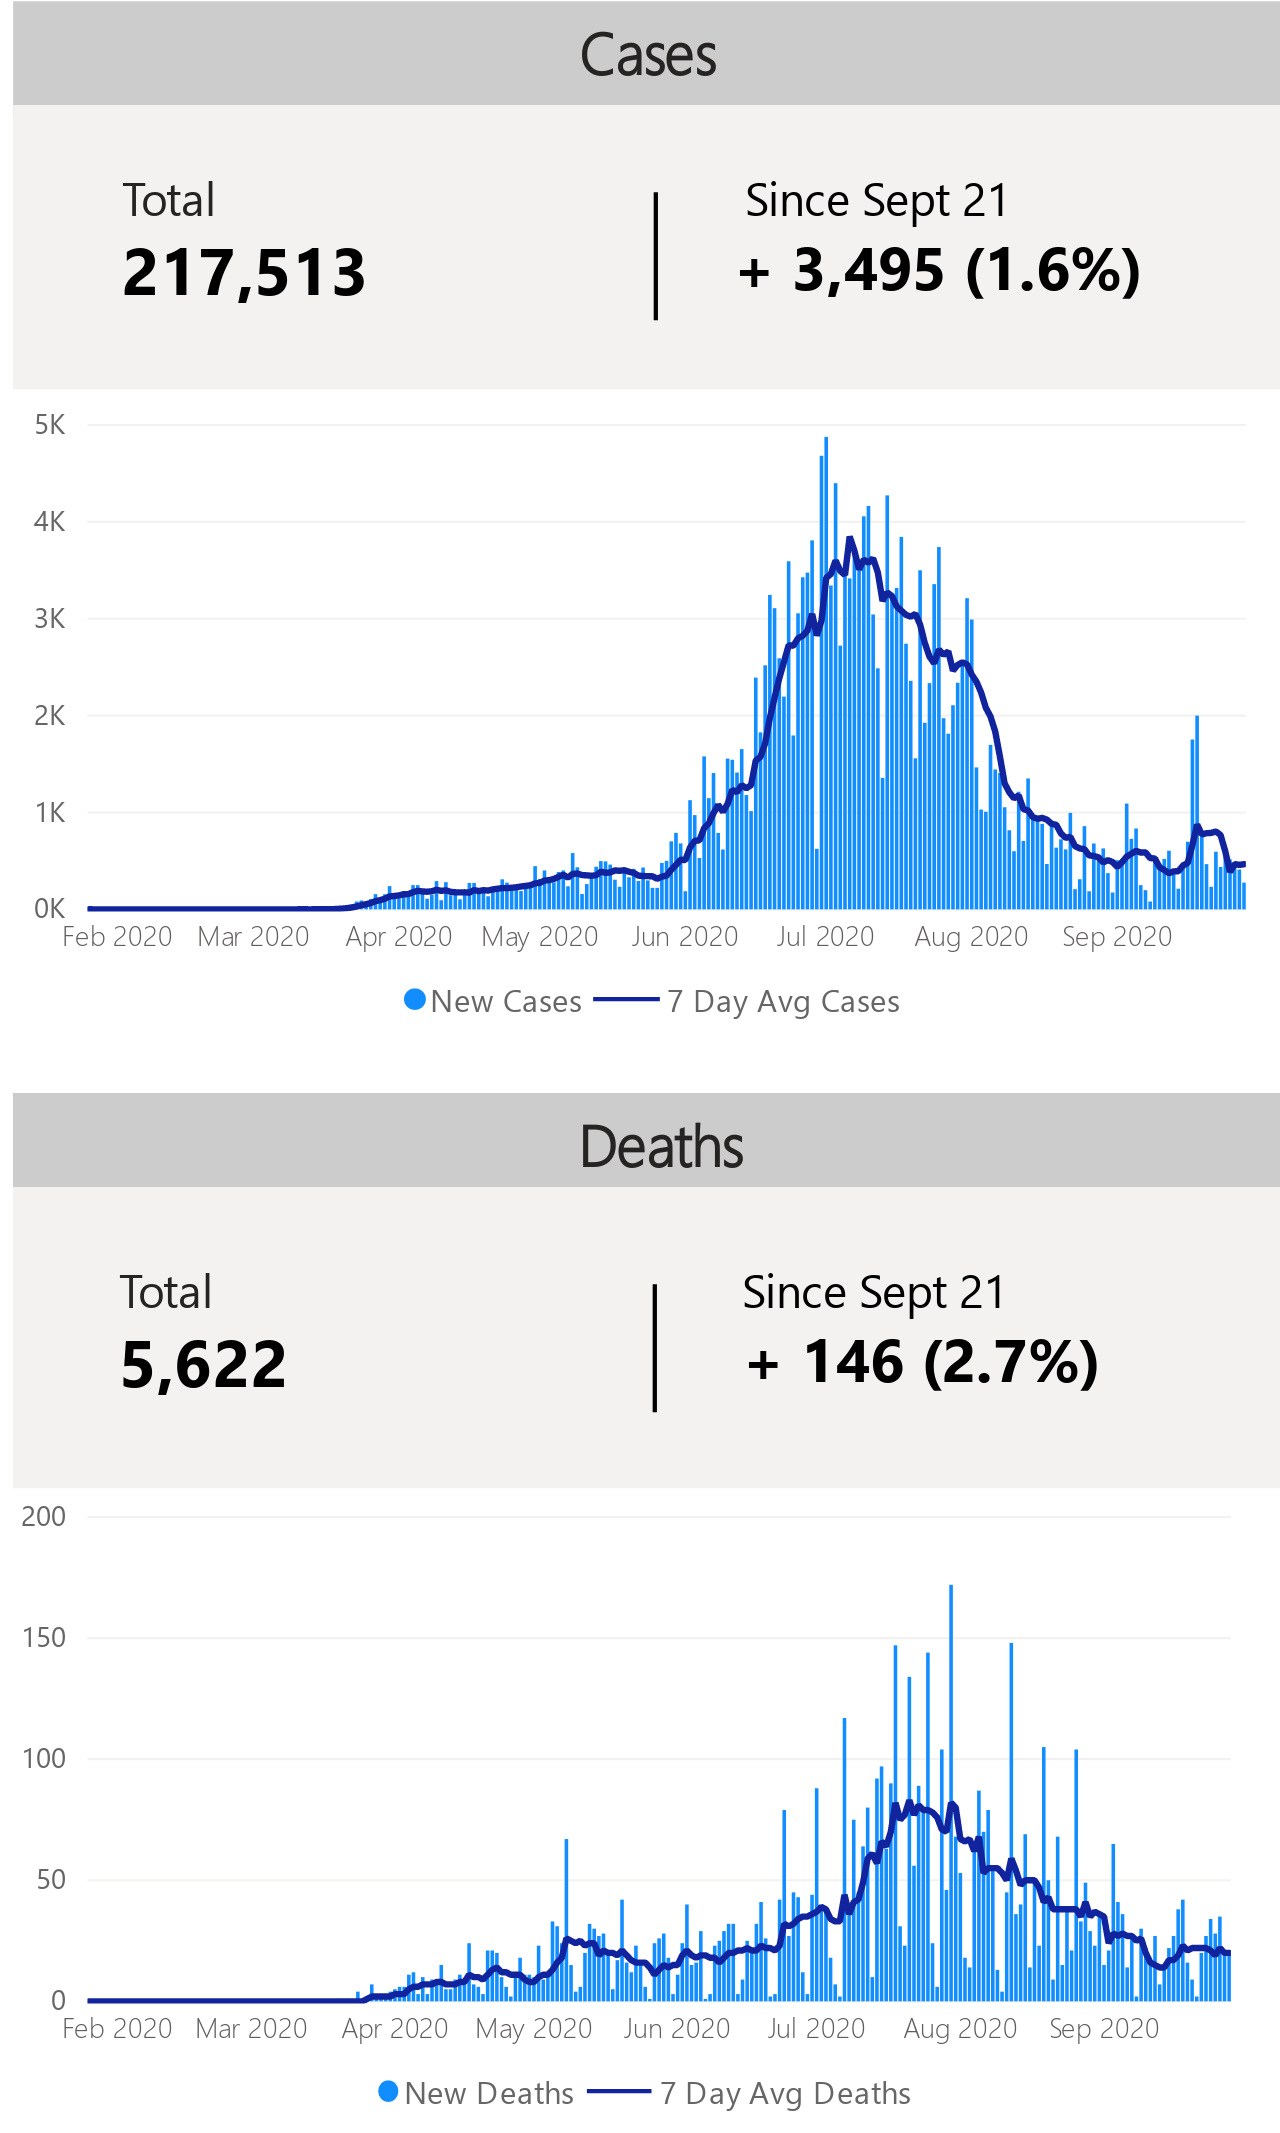 Cases
Total
Since Sept 21
217,513
+ 3,495 (1.6%)
5K
4K
3K
2K
1K
0K
Feb 2020 Mar 2020 Apr 2020 May 2020 Jun 2020 Jul 2020 Aug 2020 Sep 2020
New Cases 7 Day Avg Cases
Deaths
Total
Since Sept 21
5,622
+ 146 (2.7%)
200
150
100
50
0
Feb 2020 Mar 2020 Apr 2020 May 2020 Jun 2020 Jul 2020 Aug 2020 Sep 2020
New Deaths 7 Day Avg Deaths